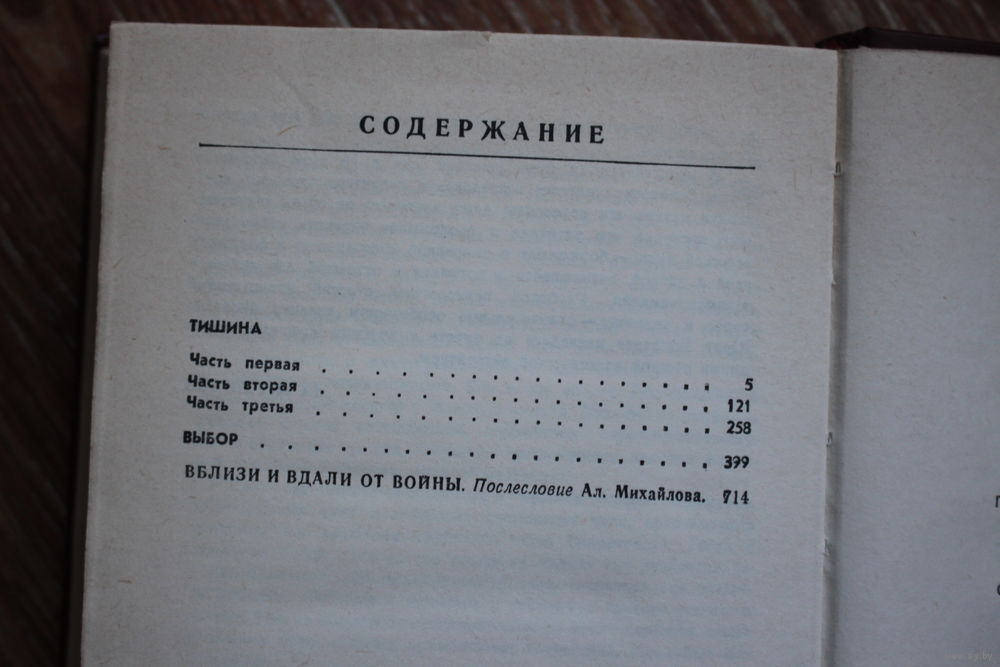 СОДЕРЖАНИЕ
ТИШИНА
Часть первая . . . . . . . . . . . . . . . . 5
Часть вторая . . . . . . . . . . . . . . . . 121
Часть третья . . . . . . . . . . . . . . . . 258
ВЫБОР . . . . . . . . . . . . . . . . . . 399
ВБЛИЗИ И ВДАЛИ ОТ ВОЙНЫ. Послесловие Ал. Михайлова. 714